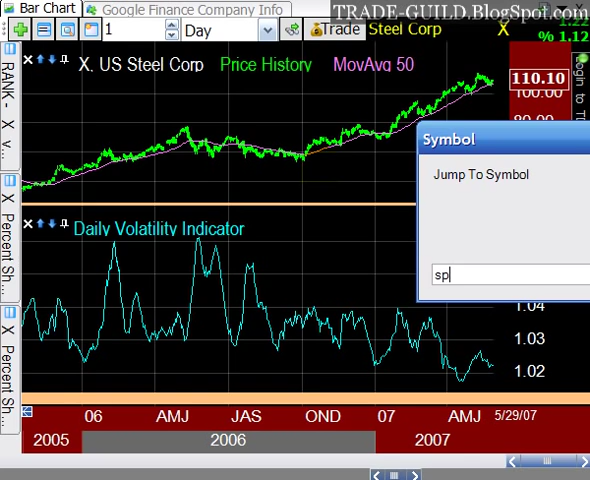 Bar Chart
Google Finance Company Info
TRADE-GUILD.BlogSpot.com
1
Day
Trade
Steel Corp
X
1.22
% 1.12
X. US Steel Corp
Price History
MovAvg 50
110.10
100.00
80.00
RANK - X v...
Login to T
Symbol
Jump To Symbol
sp
Daily Volatility Indicator
X Percent Sh...
X Percent Sh...
1.04
1.03
1.02
06
AMJ
JAS
OND
07
AMJ
5/29/07
2005
2006
2007